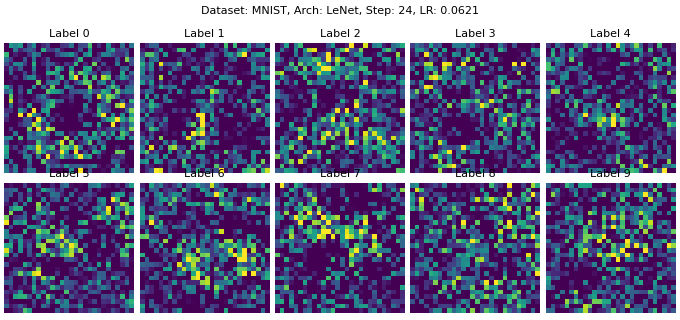 Dataset: MNIST, Arch: LeNet, Step: 24, LR: 0.0621
Label 0 Label 1 Label 2 Label 3 Label 4
Label 5 Label 6 Label 7 Label 8 Label 9